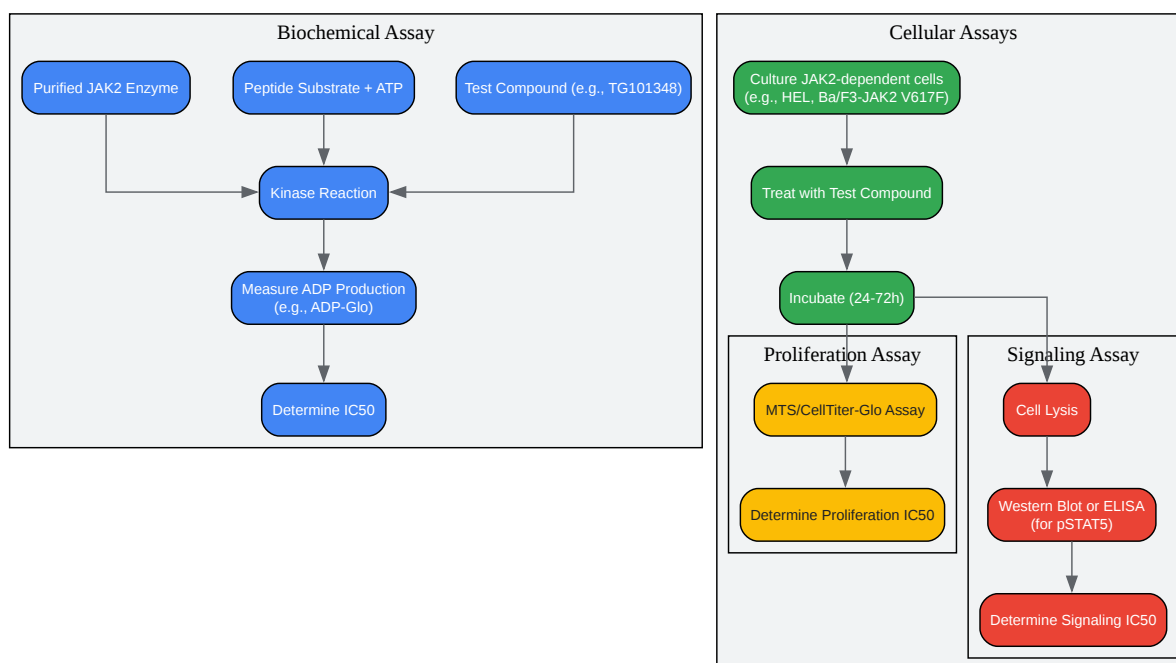 Biochemical Assay
Purified JAK2 Enzyme
Peptide Substrate + ATP
Test Compound (e.g., TG101348)
Kinase Reaction
Measure ADP Production
(e.g., ADP-Glo)
Determine IC50
Cellular Assays
Culture JAK2-dependent cells
(e.g., HEL, Ba/F3-JAK2 V617F)
Treat with Test Compound
Incubate (24-72h)
Proliferation Assay
MTS/CellTiter-Glo Assay
Determine Proliferation IC50
Signaling Assay
Cell Lysis
Western Blot or ELISA
(for pSTAT5)
Determine Signaling IC50